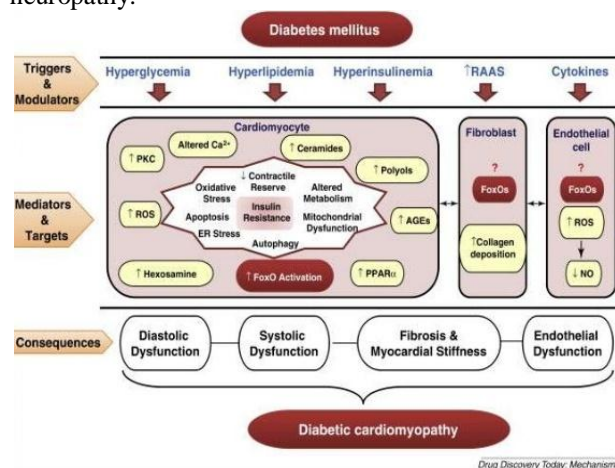 neuropathy.
Diabetes mellitus
Triggers
&
Modulators
Hyperglycemia Hyperlipidemia Hyperinsulinemia ↑RAAS Cytokines
Cardiomyocyte
Fibroblast
Endothelial
cell
↑ PKC
Altered Ca²⁺
↑ Ceramides
↑ Polyols
↓ Contractile
Reserve
Oxidative
Stress
Altered
Metabolism
Insulin
Resistance
Apoptosis
Mitochondrial
Dysfunction
ER Stress
Autophagy
Mediators
&
Targets
↑ ROS
↑ AGEs
↑ Hexosamine
↑ FoxO Activation
↑ PPARα
?
FoxOs
↑Collagen
deposition
?
FoxOs
↑ ROS
↓ NO
Consequences
Diastolic
Dysfunction
Systolic
Dysfunction
Fibrosis &
Myocardial Stiffness
Endothelial
Dysfunction
Diabetic cardiomyopathy
Drug Discovery Today: Mechanism